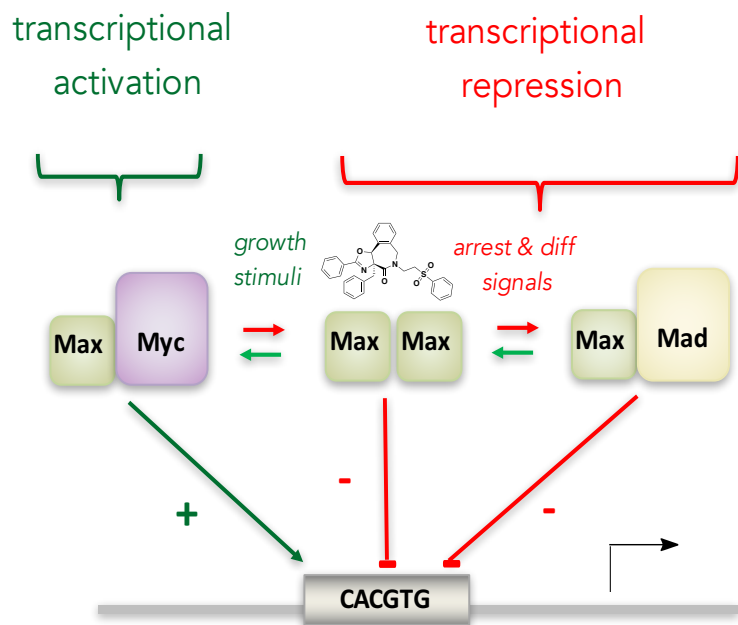 transcriptional
activation
transcriptional
repression
growth
stimuli
arrest & diff
signals
O
N
O
N
S
O
O
Max
Myc
Max
Max
Max
Mad
+
-
-
CACGTG